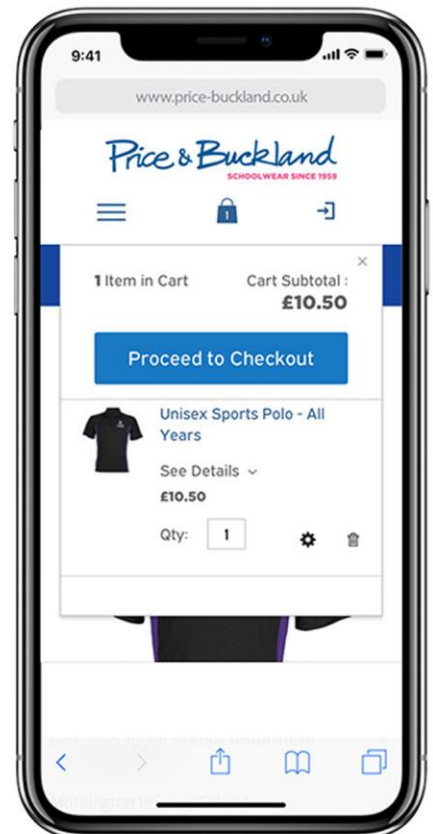 9:41
www.price-buckland.co.uk
Price & Buckland
SCHOOLWEAR SINCE 1959
1
1 Item in Cart
Cart Subtotal :
£10.50
Proceed to Checkout
Unisex Sports Polo - All
Years
See Details
£10.50
Qty: 1